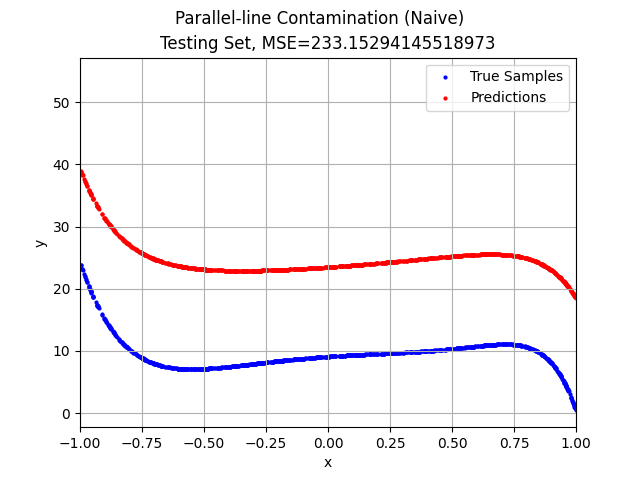 Parallel-line Contamination (Naive)
Testing Set, MSE=233.15294145518973
True Samples
Predictions
50
40
30
20
10
0
y
−1.00 −0.75 −0.50 −0.25 0.00 0.25 0.50 0.75 1.00
x